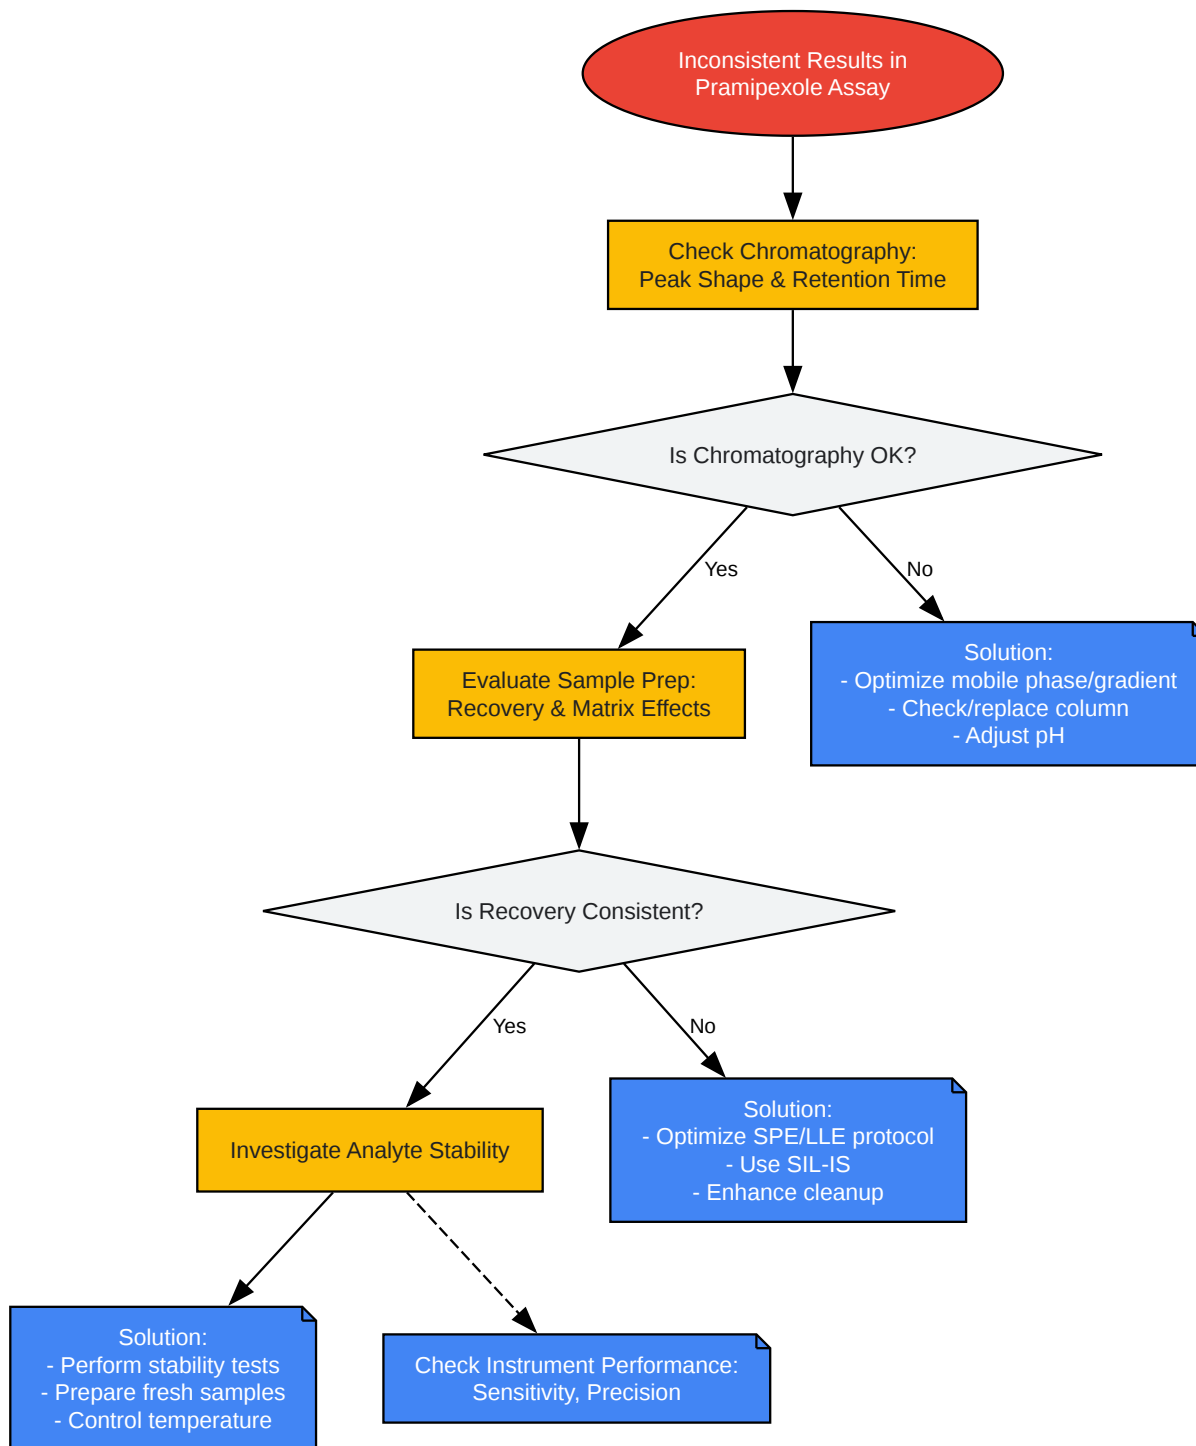 Inconsistent Results in
Pramipexole Assay
Check Chromatography:
Peak Shape & Retention Time
Is Chromatography OK?
Yes
No
Solution:
- Optimize mobile phase/gradient
- Check/replace column
- Adjust pH
Evaluate Sample Prep:
Recovery & Matrix Effects
Is Recovery Consistent?
Yes
No
Solution:
- Optimize SPE/LLE protocol
- Use SIL-IS
- Enhance cleanup
Investigate Analyte Stability
Solution:
- Perform stability tests
- Prepare fresh samples
- Control temperature
Check Instrument Performance:
Sensitivity, Precision